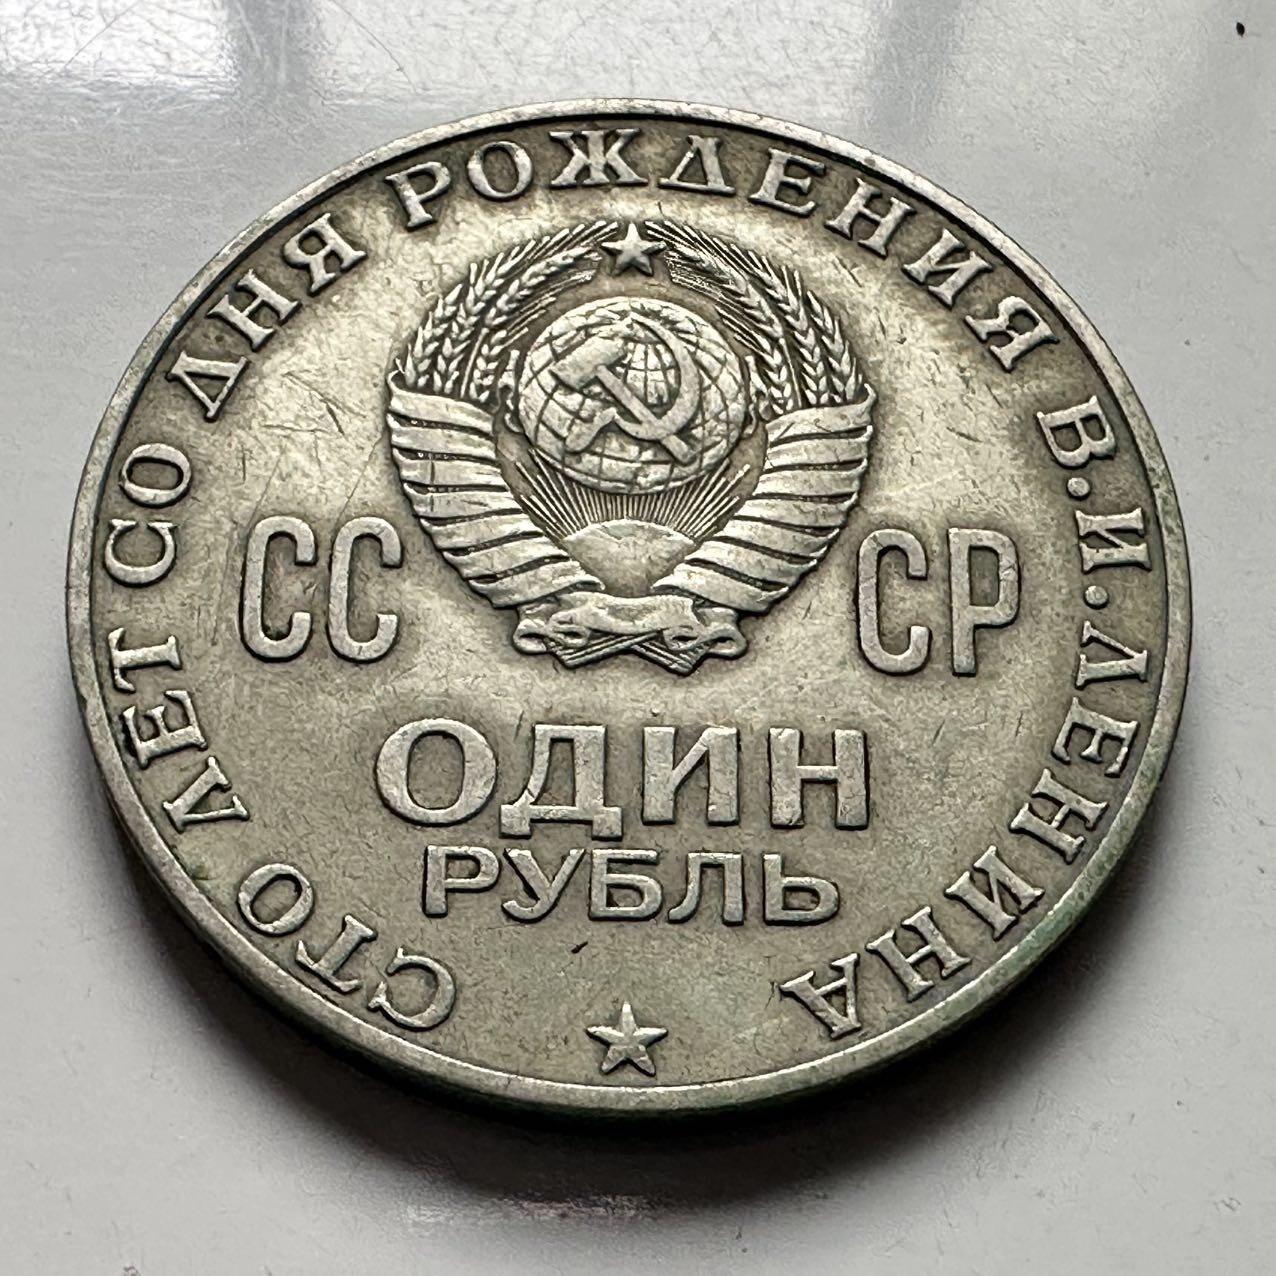 СТО ЛЕТ СО ДНЯ РОЖДЕНИЯ В.И.ЛЕНИНА
СС СР
ОДИН
РУБЛЬ